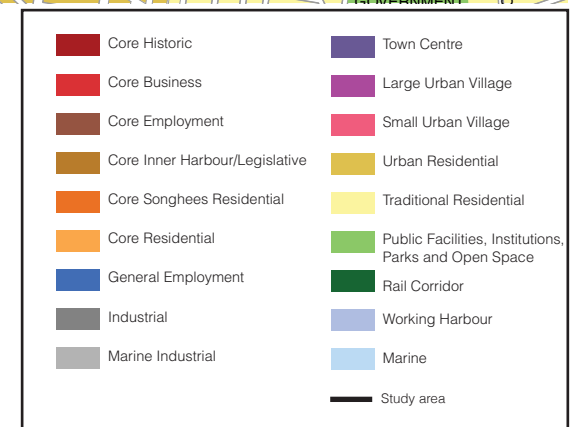 GOVERNMENT
Core Historic
Core Business
Core Employment
Core Inner Harbour/Legislative
Core Songhees Residential
Core Residential
General Employment
Industrial
Marine Industrial
Town Centre
Large Urban Village
Small Urban Village
Urban Residential
Traditional Residential
Public Facilities, Institutions,
Parks and Open Space
Rail Corridor
Working Harbour
Marine
Study area